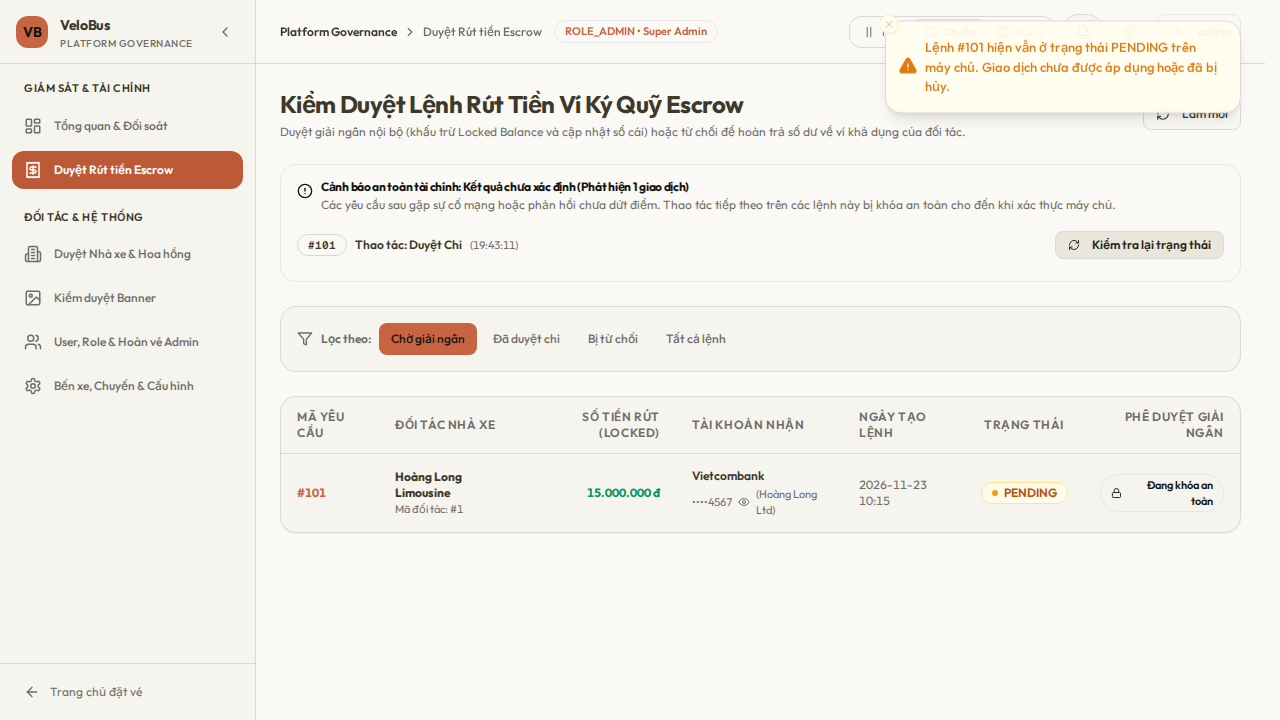 VB
VeloBus
PLATFORM GOVERNANCE
GIÁM SÁT & TÀI CHÍNH
Tổng quan & Đối soát
Duyệt Rút tiền Escrow
ĐỐI TÁC & HỆ THỐNG
Duyệt Nhà xe & Hoa hồng
Kiểm duyệt Banner
User, Role & Hoàn vé Admin
Bến xe, Chuyến & Cấu hình
Trang chủ đặt vé
Platform Governance
Duyệt Rút tiền Escrow
ROLE_ADMIN • Super Admin
Lệnh #101 hiện vẫn ở trạng thái PENDING trên
máy chủ. Giao dịch chưa được áp dụng hoặc đã bị
hủy.
Kiểm Duyệt Lệnh Rút Tiền Ví Ký Quỹ Escrow
Duyệt giải ngân nội bộ (khấu trừ Locked Balance và cập nhật sổ cái) hoặc từ chối để hoàn trả số dư về ví khả dụng của đối tác.
Làm mới
Cảnh báo an toàn tài chính: Kết quả chưa xác định (Phát hiện 1 giao dịch)
Các yêu cầu sau gặp sự cố mạng hoặc phản hồi chưa dứt điểm. Thao tác tiếp theo trên các lệnh này bị khóa an toàn cho đến khi xác thực máy chủ.
#101
Thao tác: Duyệt Chi
(19:43:11)
Kiểm tra lại trạng thái
Lọc theo:
Chờ giải ngân
Đã duyệt chi
Bị từ chối
Tất cả lệnh
MÃ YÊU
CẦU
ĐỐI TÁC NHÀ XE
SỐ TIỀN RÚT
(LOCKED)
TÀI KHOẢN NHẬN
NGÀY TẠO
LỆNH
TRẠNG THÁI
PHÊ DUYỆT GIẢI
NGÂN
#101
Hoàng Long
Limousine
Mã đối tác: #1
15.000.000 đ
Vietcombank
••••4567
(Hoàng Long
Ltd)
2026-11-23
10:15
PENDING
Đang khóa an
toàn